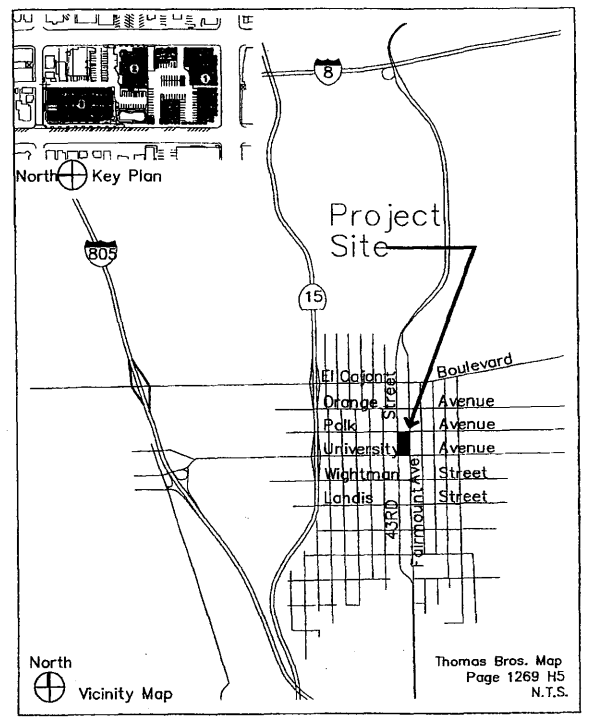 North Key Plan
8
805
Project
Site
15
El Cajon Boulevard
Orange Avenue
Polk Avenue
University Avenue
Wightman Street
Landis Street
43RD Street
Fairmount Ave
North
Vicinity Map
Thomas Bros. Map
Page 1269 H5
N.T.S.